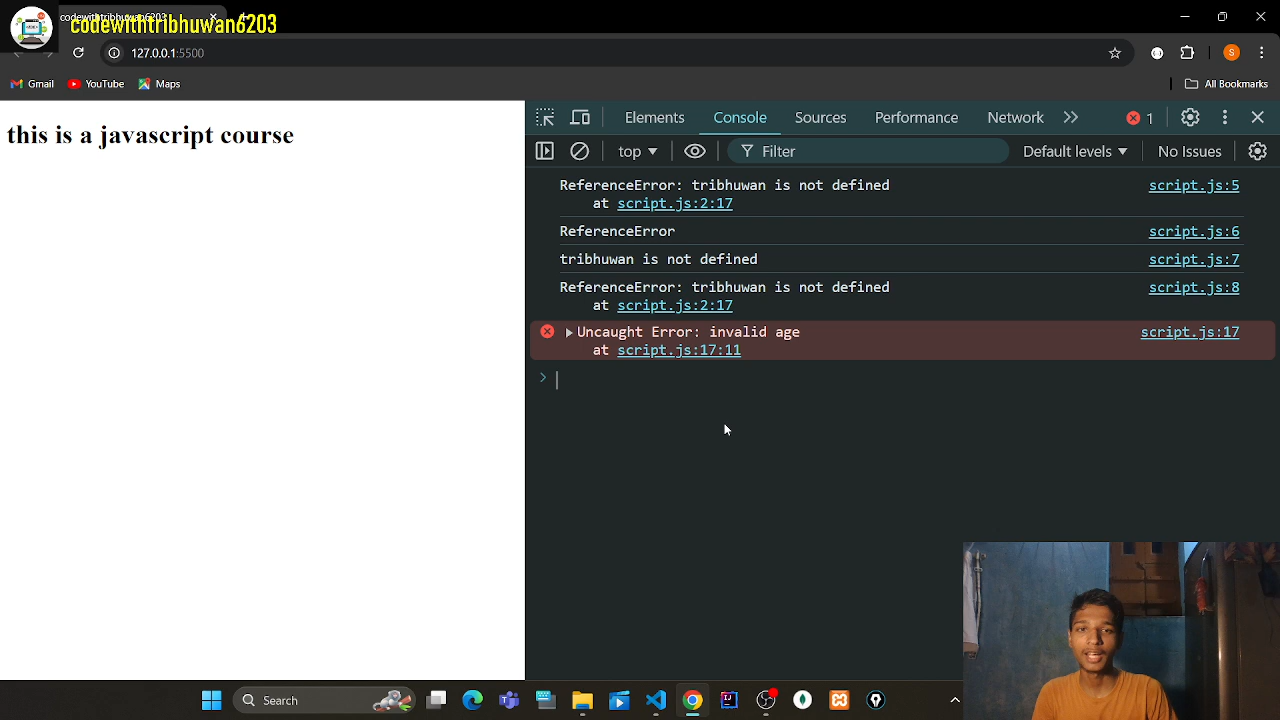 codewithtribhuwan6203
codewithtribhuwan6203
127.0.0.1:5500
S
Gmail
YouTube
Maps
All Bookmarks
this is a javascript course
Elements
Console
Sources
Performance
Network
1
top
Filter
Default levels
No Issues
ReferenceError: tribhuwan is not defined script.js:5
at script.js:2:17
ReferenceError script.js:6
tribhuwan is not defined script.js:7
ReferenceError: tribhuwan is not defined script.js:8
at script.js:2:17
Uncaught Error: invalid age script.js:17
at script.js:17:11
Search